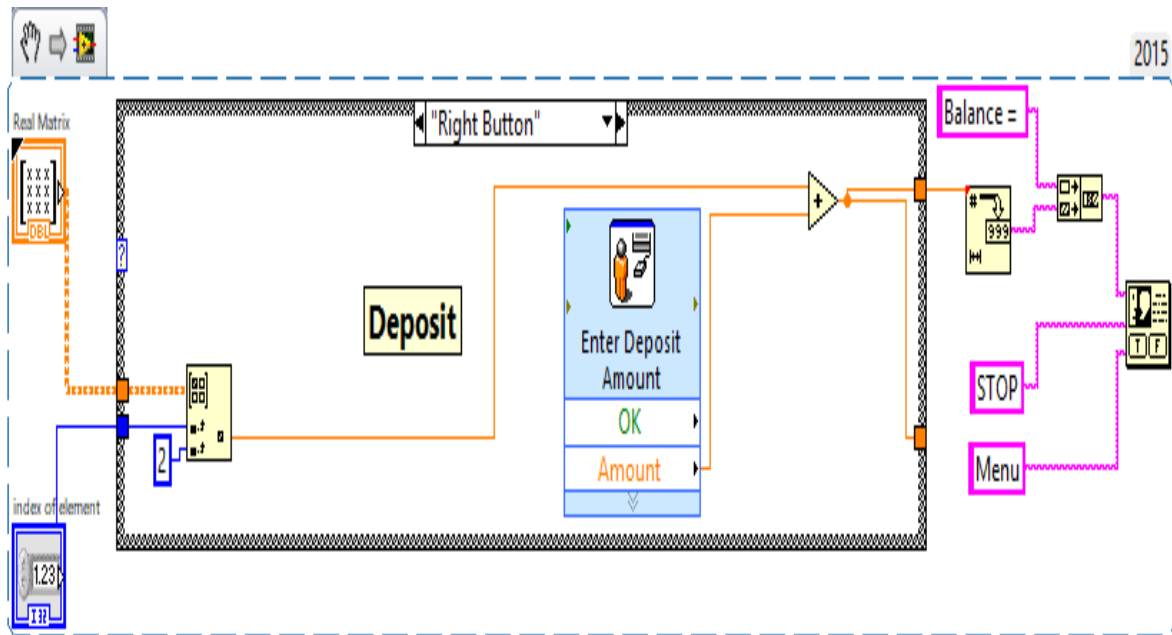 2015
Real Matrix
DBL
"Right Button"
Balance =
?
#
999
Deposit
Enter Deposit
Amount
OK
Amount
2
T F
STOP
Menu
index of element
1.23
I32